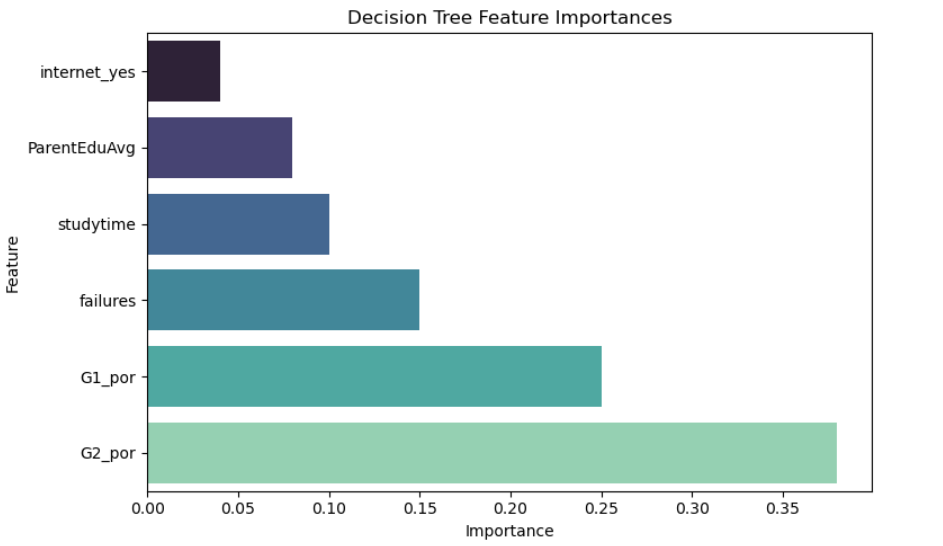 Decision Tree Feature Importances
internet_yes
ParentEduAvg
studytime
failures
G1_por
G2_por
Feature
0.00 0.05 0.10 0.15 0.20 0.25 0.30 0.35
Importance